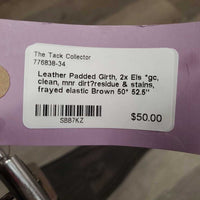 The Tack Collector
776838-34
Leather Padded Girth, 2x Els *gc,
clean, mnr dirt?residue & stains,
frayed elastic Brown 50" 52.5"
SBB7KZ
$50.00